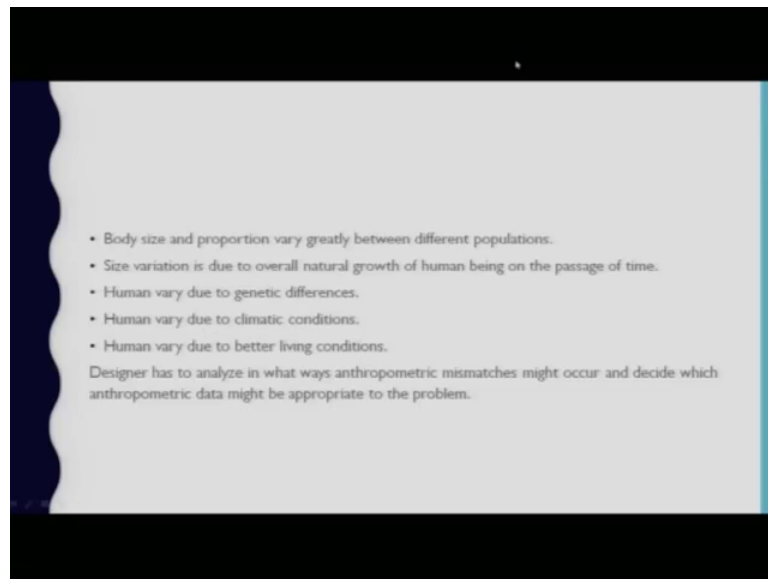 • Body size and proportion vary greatly between different populations.
• Size variation is due to overall natural growth of human being on the passage of time.
• Human vary due to genetic differences.
• Human vary due to climatic conditions.
• Human vary due to better living conditions.
Designer has to analyze in what ways anthropometric mismatches might occur and decide which
anthropometric data might be appropriate to the problem.